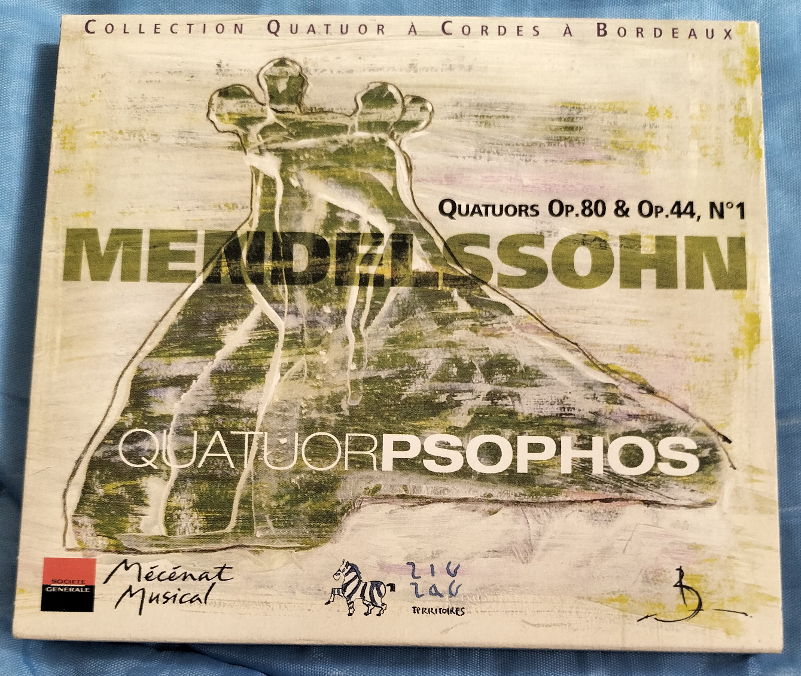 COLLECTION QUATUOR À CORDES À BORDEAUX
QUATUORS OP.80 & OP.44, N°1
MENDELSSOHN
QUATUORPSOPHOS
SOCIETE
GENERALE
Mécénat
Musical
ZIG
ZAG
TERRITOIRES